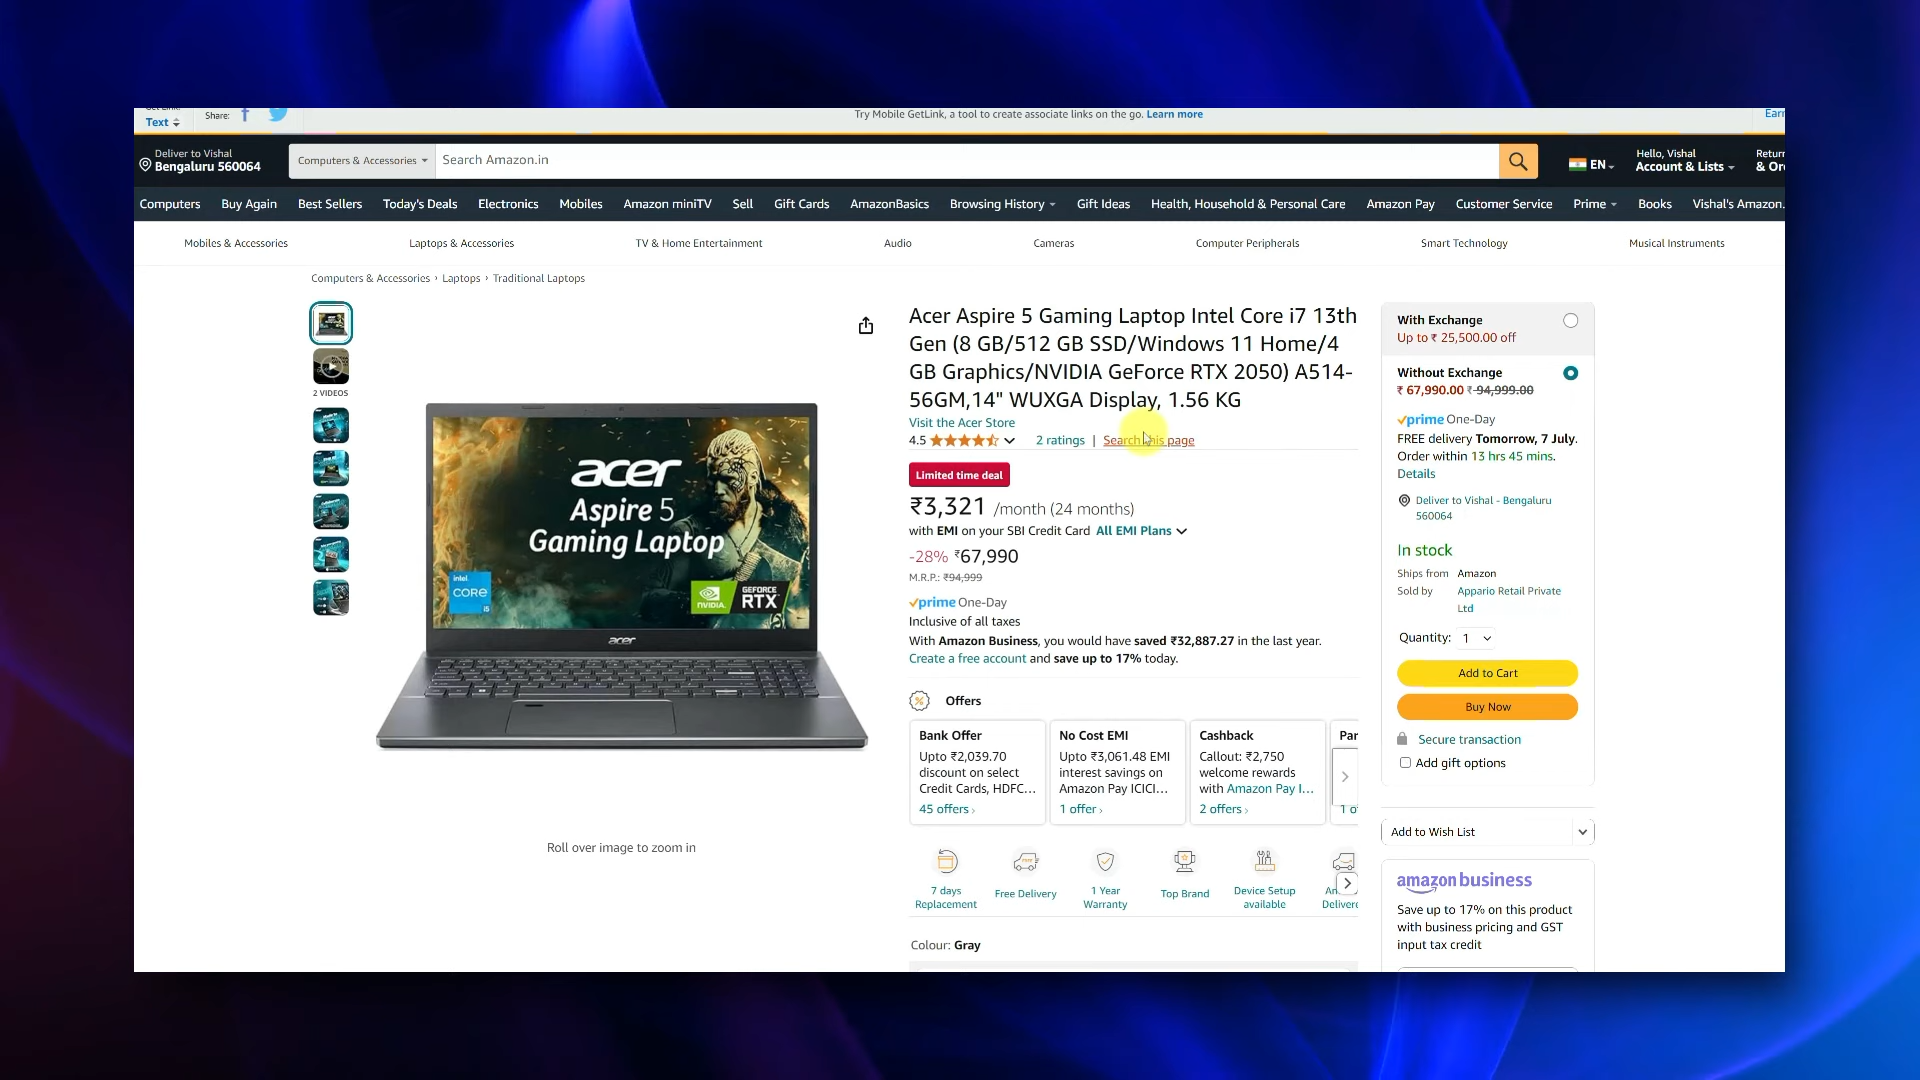 Text
Share:
Try Mobile GetLink, a tool to create associate links on the go. Learn more
Earn
Deliver to Vishal
Bengaluru 560064
Computers & Accessories
Search Amazon.in
EN
Hello, Vishal
Account & Lists
Computers Buy Again Best Sellers Today's Deals Electronics Mobiles Amazon miniTV Sell Gift Cards AmazonBasics Browsing History Gift Ideas Health, Household & Personal Care Amazon Pay Customer Service Prime Books Vishal's Amazon.
Mobiles & Accessories Laptops & Accessories TV & Home Entertainment Audio Cameras Computer Peripherals Smart Technology Musical Instruments
Computers & Accessories › Laptops › Traditional Laptops
2 VIDEOS
acer
Aspire 5
Gaming Laptop
intel.
CORE
i5
NVIDIA.
GEFORCE
RTX
acer
Roll over image to zoom in
Acer Aspire 5 Gaming Laptop Intel Core i7 13th
Gen (8 GB/512 GB SSD/Windows 11 Home/4
GB Graphics/NVIDIA GeForce RTX 2050) A514-
56GM,14" WUXGA Display, 1.56 KG
Visit the Acer Store
4.5 2 ratings | Search this page
Limited time deal
₹3,321 /month (24 months)
with EMI on your SBI Credit Card All EMI Plans
-28% ₹67,990
M.R.P.: ₹94,999
prime One-Day
Inclusive of all taxes
With Amazon Business, you would have saved ₹32,887.27 in the last year.
Create a free account and save up to 17% today.
Offers
Bank Offer
Upto ₹2,039.70
discount on select
Credit Cards, HDFC...
45 offers ›
No Cost EMI
Upto ₹3,061.48 EMI
interest savings on
Amazon Pay ICICI...
1 offer ›
Cashback
Callout: ₹2,750
welcome rewards
with Amazon Pay I...
2 offers ›
Par
1 o
7 days
Replacement
Free Delivery
1 Year
Warranty
Top Brand
Device Setup
available
Delivere
Colour: Gray
With Exchange
Up to ₹ 25,500.00 off
Without Exchange
₹ 67,990.00 ₹ 94,999.00
prime One-Day
FREE delivery Tomorrow, 7 July.
Order within 13 hrs 45 mins.
Details
Deliver to Vishal - Bengaluru
560064
In stock
Ships from Amazon
Sold by Appario Retail Private
Ltd
Quantity: 1
Add to Cart
Buy Now
Secure transaction
Add gift options
Add to Wish List
amazon business
Save up to 17% on this product
with business pricing and GST
input tax credit